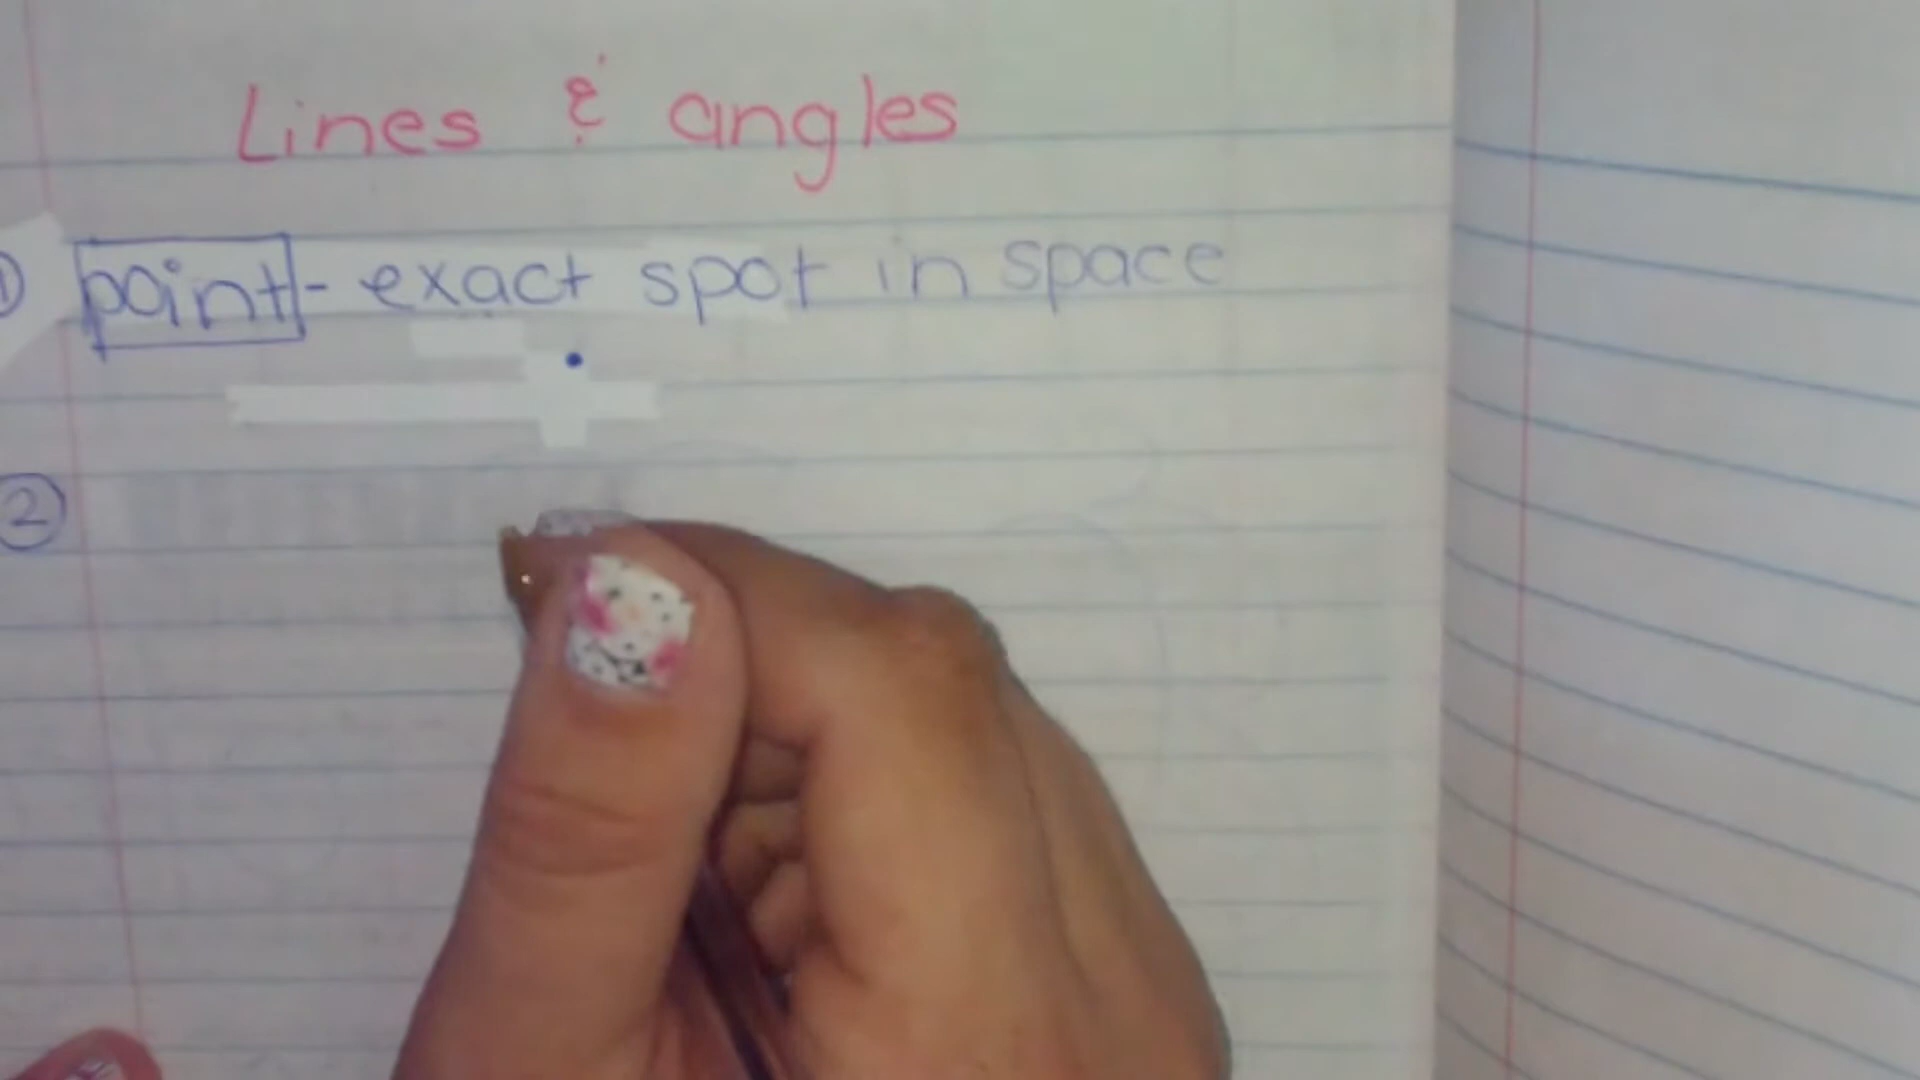 Lines & angles
① point - exact spot in space
②